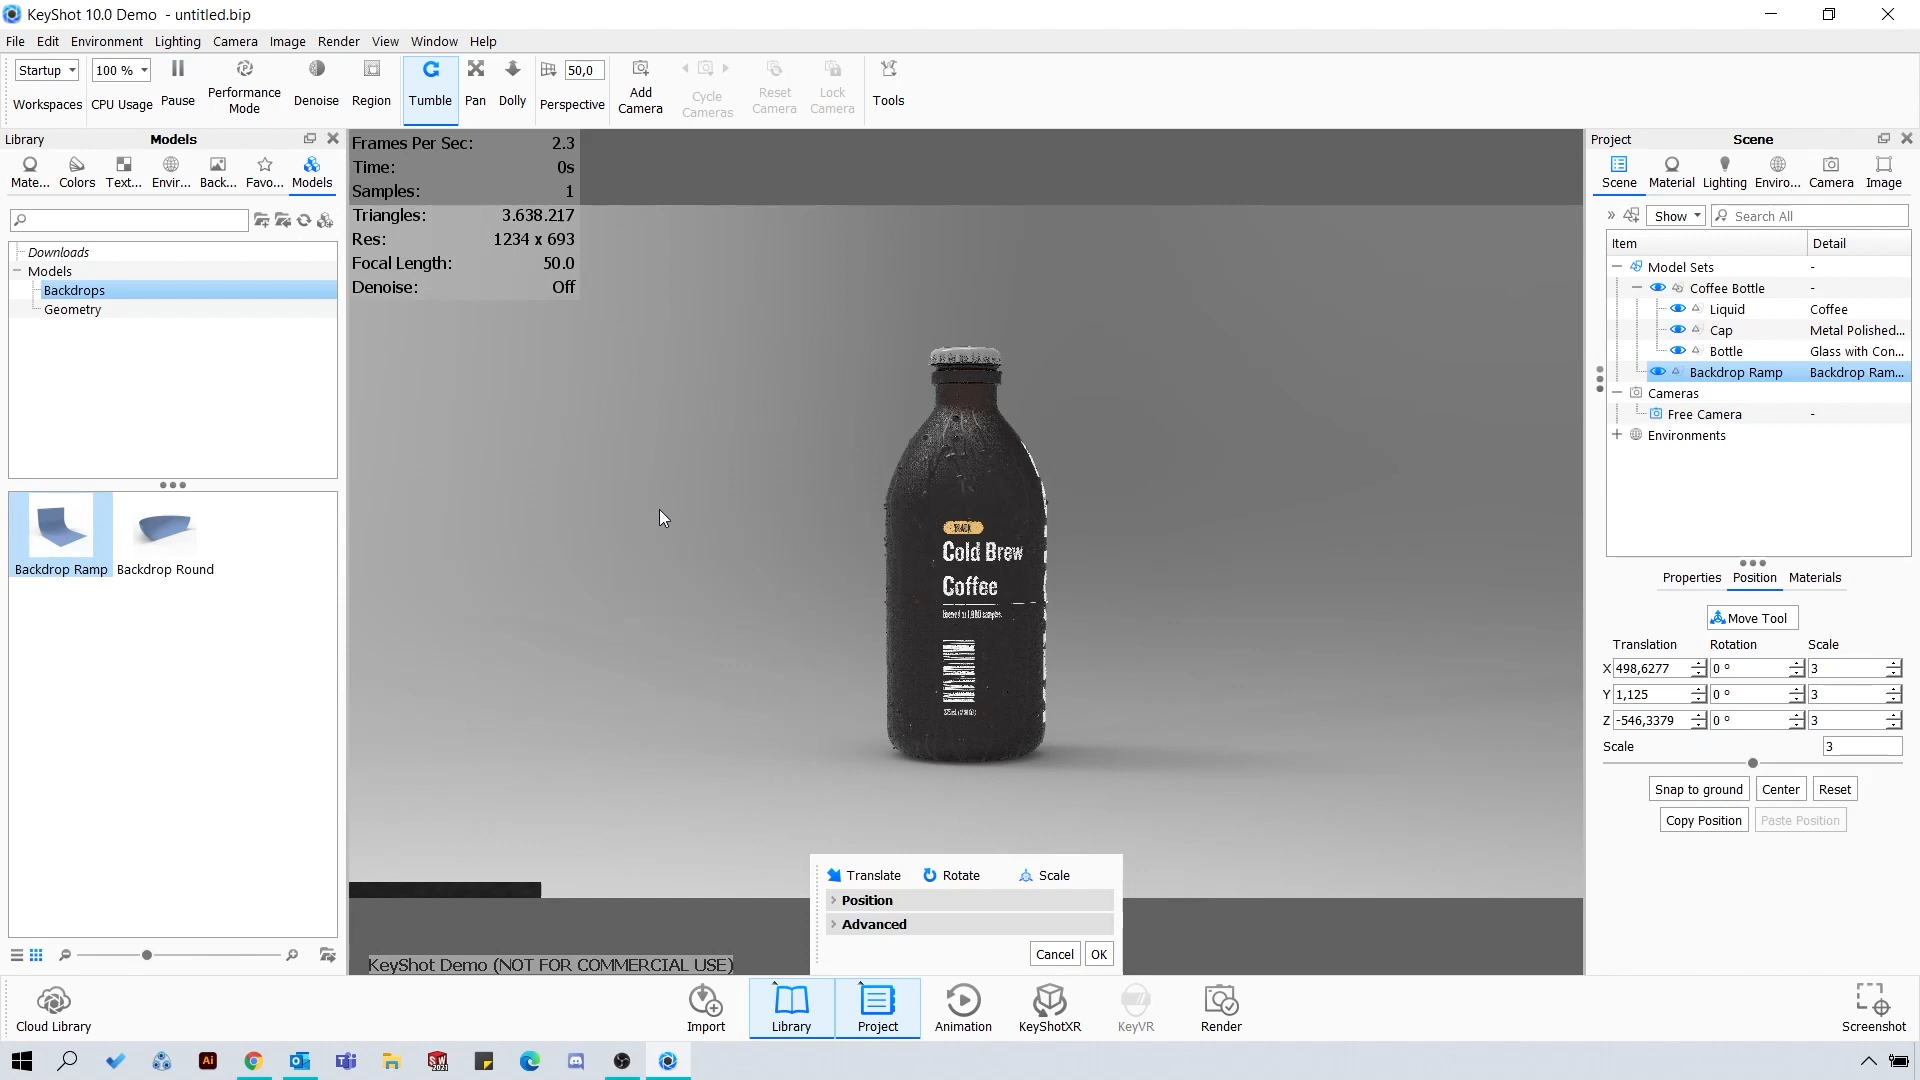 KeyShot 10.0 Demo - untitled.bip
File Edit Environment Lighting Camera Image Render View Window Help
Startup 100 % 50,0
Workspaces CPU Usage Pause Performance Mode Denoise Region Tumble Pan Dolly Perspective Add Camera Cycle Cameras Reset Camera Lock Camera Tools
Library Models
Mate... Colors Text... Envir... Back... Favo... Models
Downloads
Models
Backdrops
Geometry
Backdrop Ramp Backdrop Round
Frames Per Sec: 2.3
Time: 0s
Samples: 1
Triangles: 3.638.217
Res: 1234 x 693
Focal Length: 50.0
Denoise: Off
Cold Brew
Coffee
Translate Rotate Scale
Position
Advanced
Cancel OK
KeyShot Demo (NOT FOR COMMERCIAL USE)
Project Scene
Scene Material Lighting Enviro... Camera Image
Show Search All
Item Detail
Model Sets -
Coffee Bottle -
Liquid Coffee
Cap Metal Polished...
Bottle Glass with Con...
Backdrop Ramp Backdrop Ram...
Cameras
Free Camera -
Environments
Properties Position Materials
Move Tool
Translation Rotation Scale
X 498,6277 0 ° 3
Y 1,125 0 ° 3
Z -546,3379 0 ° 3
Scale 3
Snap to ground Center Reset
Copy Position Paste Position
Cloud Library Import Library Project Animation KeyShotXR KeyVR Render Screenshot